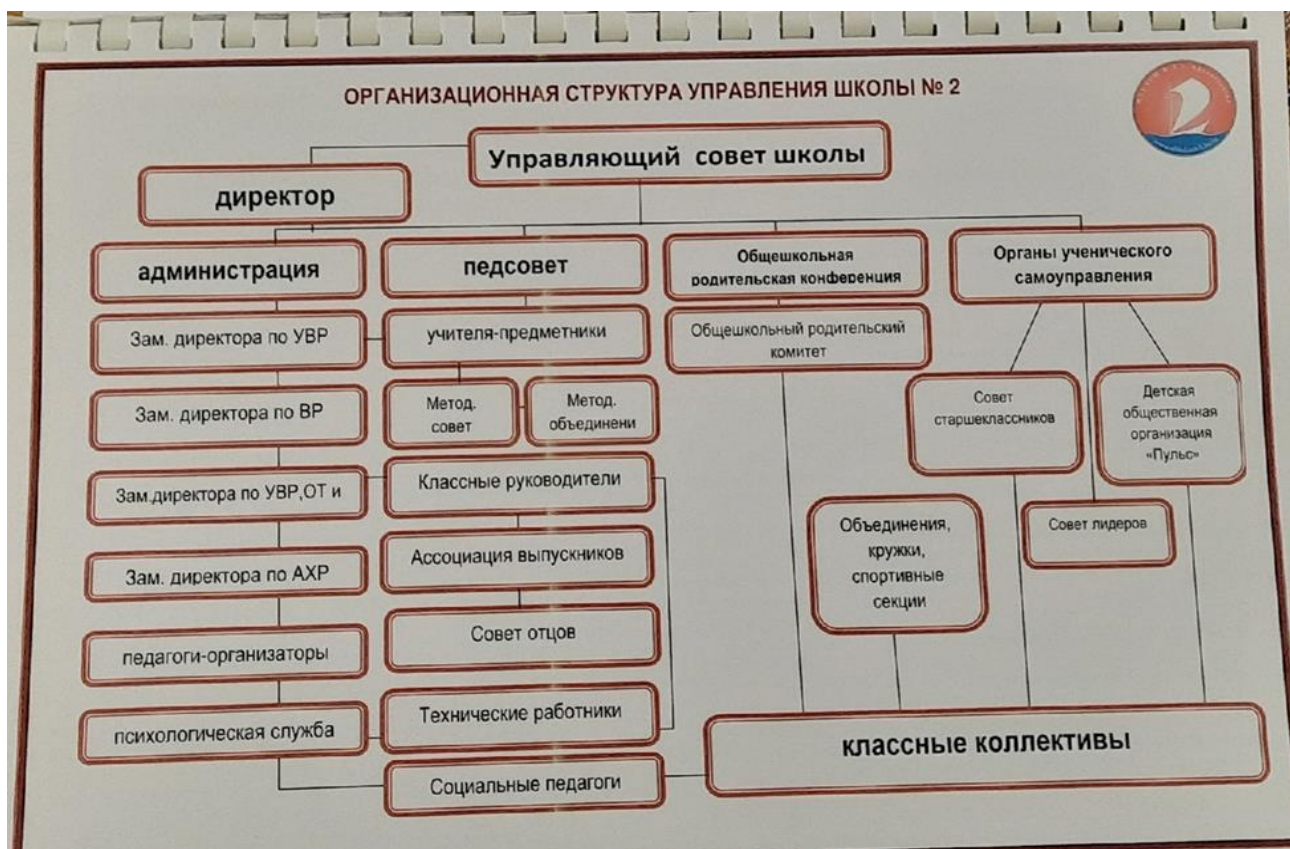 ОРГАНИЗАЦИОННАЯ СТРУКТУРА УПРАВЛЕНИЯ ШКОЛЫ № 2
Управляющий совет школы
директор
администрация
педсовет
Общешкольная
родительская конференция
Органы ученического
самоуправления
Зам. директора по УВР
учителя-предметники
Общешкольный родительский
комитет
Зам. директора по ВР
Метод.
совет
Метод.
объединени
Совет
старшеклассников
Детская
общественная
организация
«Пульс»
Зам.директора по УВР,ОТ и
Классные руководители
Объединения,
кружки,
спортивные
секции
Совет лидеров
Зам. директора по АХР
Ассоциация выпускников
педагоги-организаторы
Совет отцов
психологическая служба
Технические работники
классные коллективы
Социальные педагоги